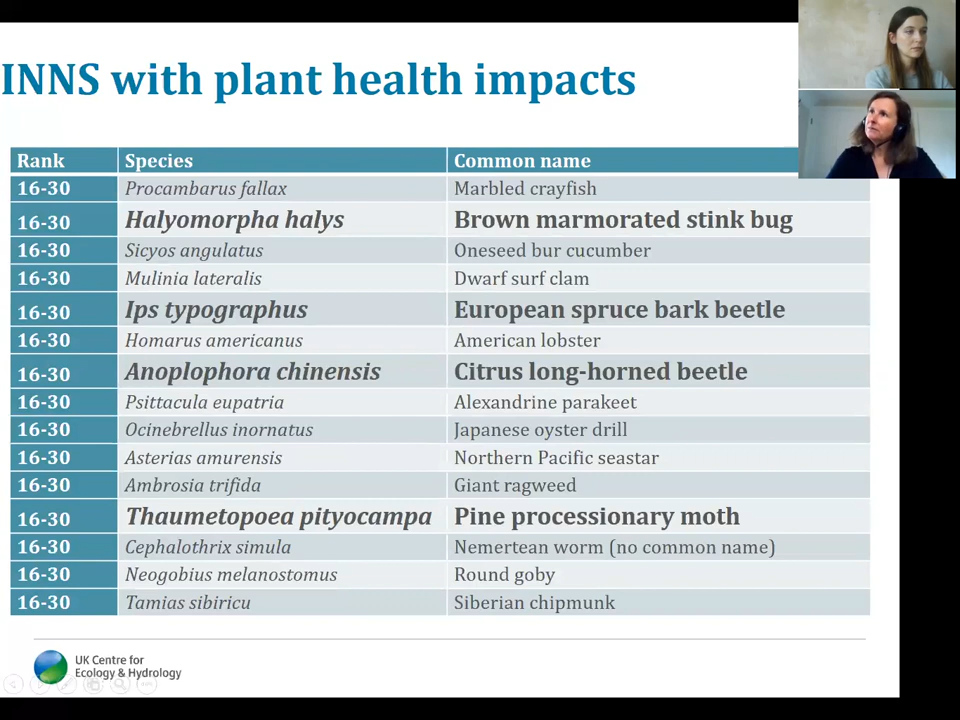 INNS with plant health impacts
Rank Species Common name
16-30 Procambarus fallax Marbled crayfish
16-30 Halyomorpha halys Brown marmorated stink bug
16-30 Sicyos angulatus Oneseed bur cucumber
16-30 Mulinia lateralis Dwarf surf clam
16-30 Ips typographus European spruce bark beetle
16-30 Homarus americanus American lobster
16-30 Anoplophora chinensis Citrus long-horned beetle
16-30 Psittacula eupatria Alexandrine parakeet
16-30 Ocinebrellus inornatus Japanese oyster drill
16-30 Asterias amurensis Northern Pacific seastar
16-30 Ambrosia trifida Giant ragweed
16-30 Thaumetopoea pityocampa Pine processionary moth
16-30 Cephalothrix simula Nemertean worm (no common name)
16-30 Neogobius melanostomus Round goby
16-30 Tamias sibiricu Siberian chipmunk
UK Centre for
Ecology & Hydrology